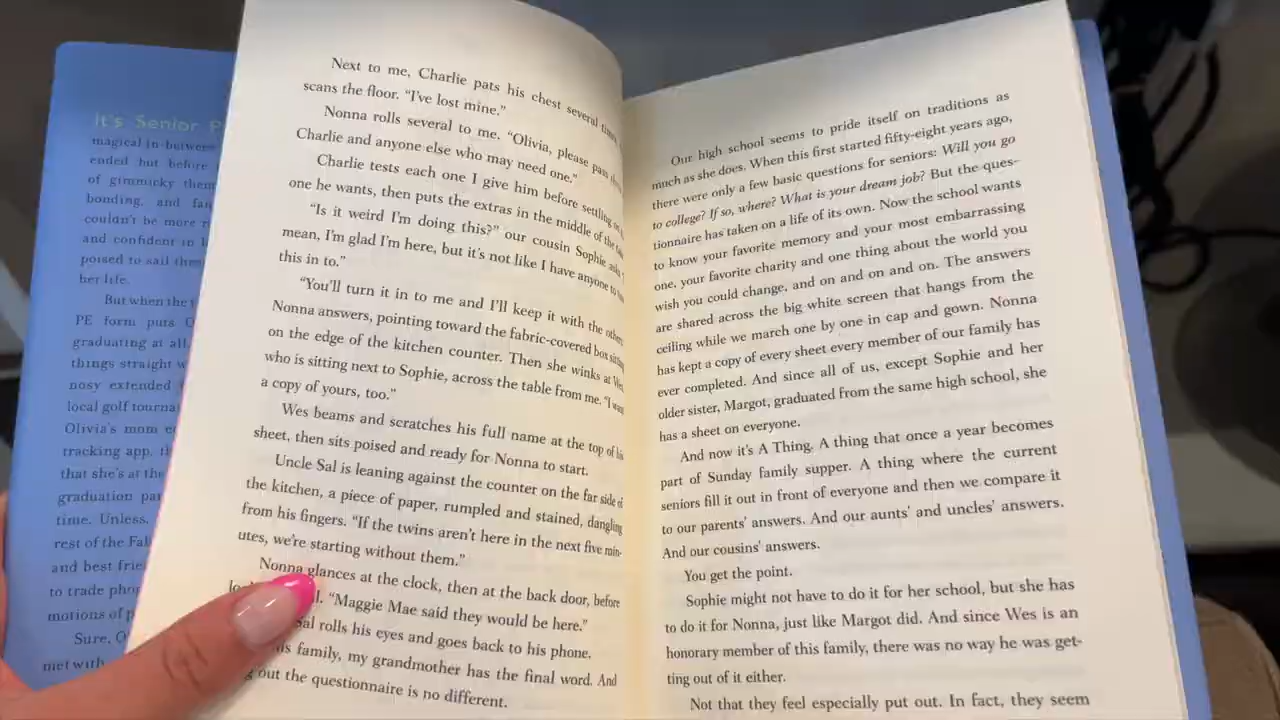 It's Senior P
magical in-between
ended but before
of gimmicky them
bonding, and fan
couldn't be more r
and confident in h
poised to sail thro
her life.
But when the
PE form puts O
graduating at all,
things straight w
nosy extended
local golf tourna
Olivia's mom
tracking app, th
that she's at the
graduation par
time. Unless,
rest of the Fal
and best frie
to trade pho
motions of p
Sure, O
met with
Next to me, Charlie pats his chest several times
scans the floor. "I've lost mine."
Nonna rolls several to me. "Olivia, please pass
Charlie and anyone else who may need one."
Charlie tests each one I give him before settling on
one he wants, then puts the extras in the middle of the
"Is it weird I'm doing this?" our cousin Sophie asks.
mean, I'm glad I'm here, but it's not like I have anyone to
this in to."
"You'll turn it in to me and I'll keep it with the others,
Nonna answers, pointing toward the fabric-covered box sitting
on the edge of the kitchen counter. Then she winks at Wes,
who is sitting next to Sophie, across the table from me. "I want
a copy of yours, too."
Wes beams and scratches his full name at the top of his
sheet, then sits poised and ready for Nonna to start.
Uncle Sal is leaning against the counter on the far side of
the kitchen, a piece of paper, rumpled and stained, dangling
from his fingers. "If the twins aren't here in the next five min-
utes, we're starting without them."
Nonna glances at the clock, then at the back door, before
"Maggie Mae said they would be here."
Sal rolls his eyes and goes back to his phone.
family, my grandmother has the final word. And
out the questionnaire is no different.
Our high school seems to pride itself on traditions as
much as she does. When this first started fifty-eight years ago,
there were only a few basic questions for seniors: Will you go
to college? If so, where? What is your dream job? But the ques-
tionnaire has taken on a life of its own. Now the school wants
to know your favorite memory and your most embarrassing
one, your favorite charity and one thing about the world you
wish you could change, and on and on and on. The answers
are shared across the big white screen that hangs from the
ceiling while we march one by one in cap and gown. Nonna
has kept a copy of every sheet every member of our family has
ever completed. And since all of us, except Sophie and her
older sister, Margot, graduated from the same high school, she
has a sheet on everyone.
And now it's A Thing. A thing that once a year becomes
part of Sunday family supper. A thing where the current
seniors fill it out in front of everyone and then we compare it
to our parents' answers. And our aunts' and uncles' answers.
And our cousins' answers.
You get the point.
Sophie might not have to do it for her school, but she has
to do it for Nonna, just like Margot did. And since Wes is an
honorary member of this family, there was no way he was get-
ting out of it either.
Not that they feel especially put out. In fact, they seem